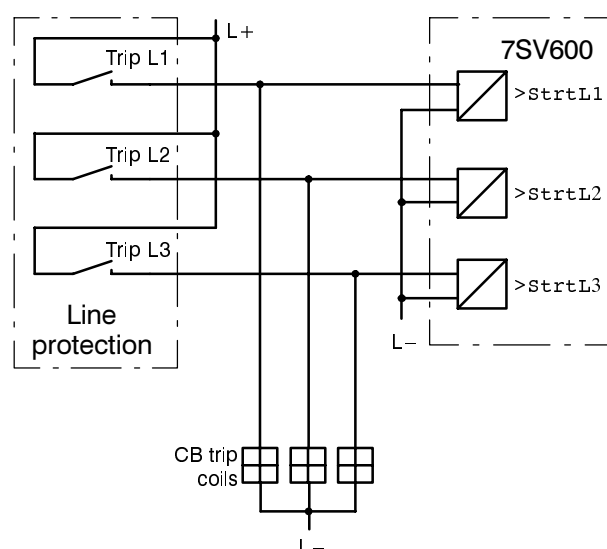 L+
7SV600
Trip L1
>StrtL1
Trip L2
>StrtL2
Trip L3
>StrtL3
Line
protection
L–
CB trip
coils
L–